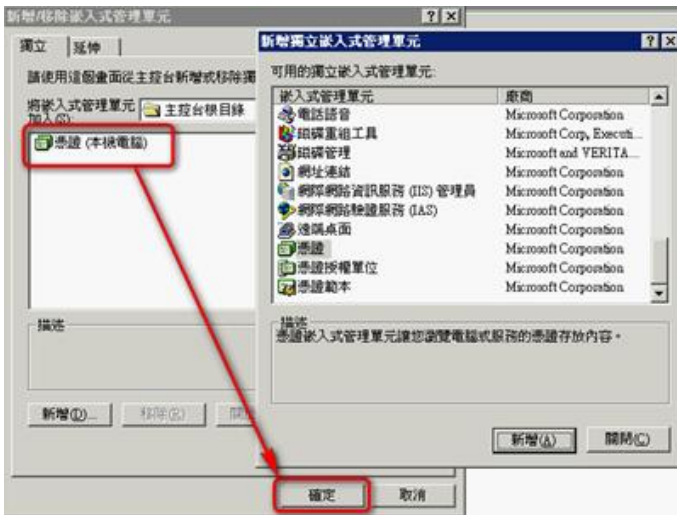 新增/移除嵌入式管理單元
獨立
延伸
請使用這個畫面從主控台新增或移除獨
將嵌入式管理單元
加入(S):
主控台根目錄
憑證 (本機電腦)
描述
新增(D)...
移除(R)
確定
取消
新增獨立嵌入式管理單元
可用的獨立嵌入式管理單元:
嵌入式管理單元 廠商
電話語音 Microsoft Corporation
磁碟重組工具 Microsoft Corp, Executi...
磁碟管理 Microsoft and VERITA...
網址連結 Microsoft Corporation
網際網路資訊服務 (IIS) 管理員 Microsoft Corporation
網際網路驗證服務 (IAS) Microsoft Corporation
遠端桌面 Microsoft Corporation
憑證 Microsoft Corporation
憑證授權單位 Microsoft Corporation
憑證範本 Microsoft Corporation
描述
憑證嵌入式管理單元讓您瀏覽電腦或服務的憑證存放內容。
新增(A)
關閉(C)